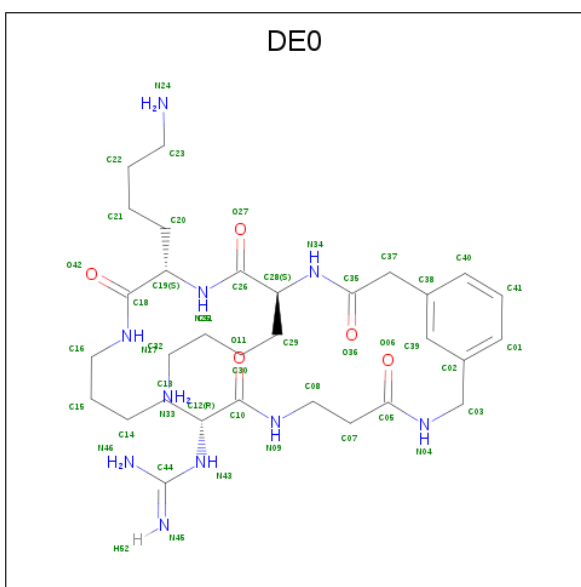 DE0
N24
H₂N
C23
C22
C21
C20
O27
O
O42
O
C19(S)
C18
N
H
C26
C28(S)
H
N
N34
C35
O
O36
C37
C38
C40
C41
C39
C01
C02
C03
NH
N17
C16
C15
C14
C13
C12(R)
O11
O
C30
C29
NH₂
N33
C10
N
H
N09
C08
C07
O06
O
C05
N
H
N04
N46
H₂N
C44
NH
N43
N
N45
H52
H